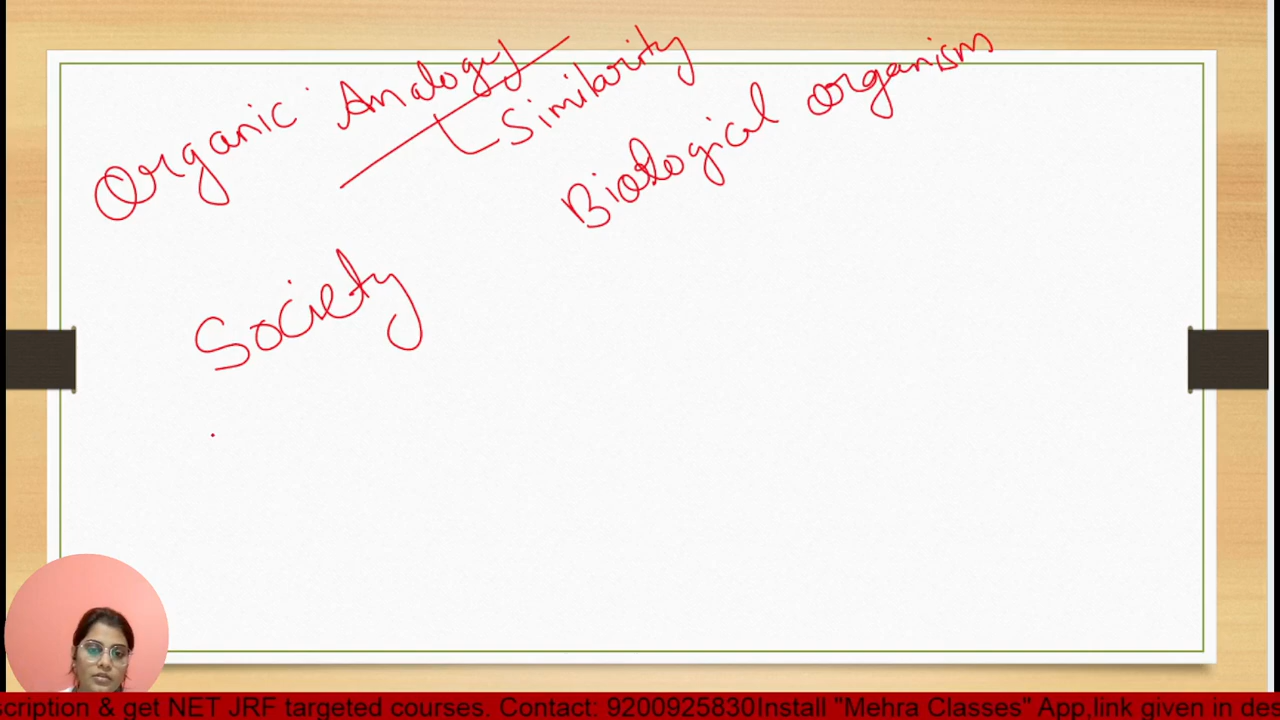 Organic Analogy
Similarity
Biological organism
Society
scription & get NET JRF targeted courses. Contact: 9200925830Install "Mehra Classes" App,link given in des